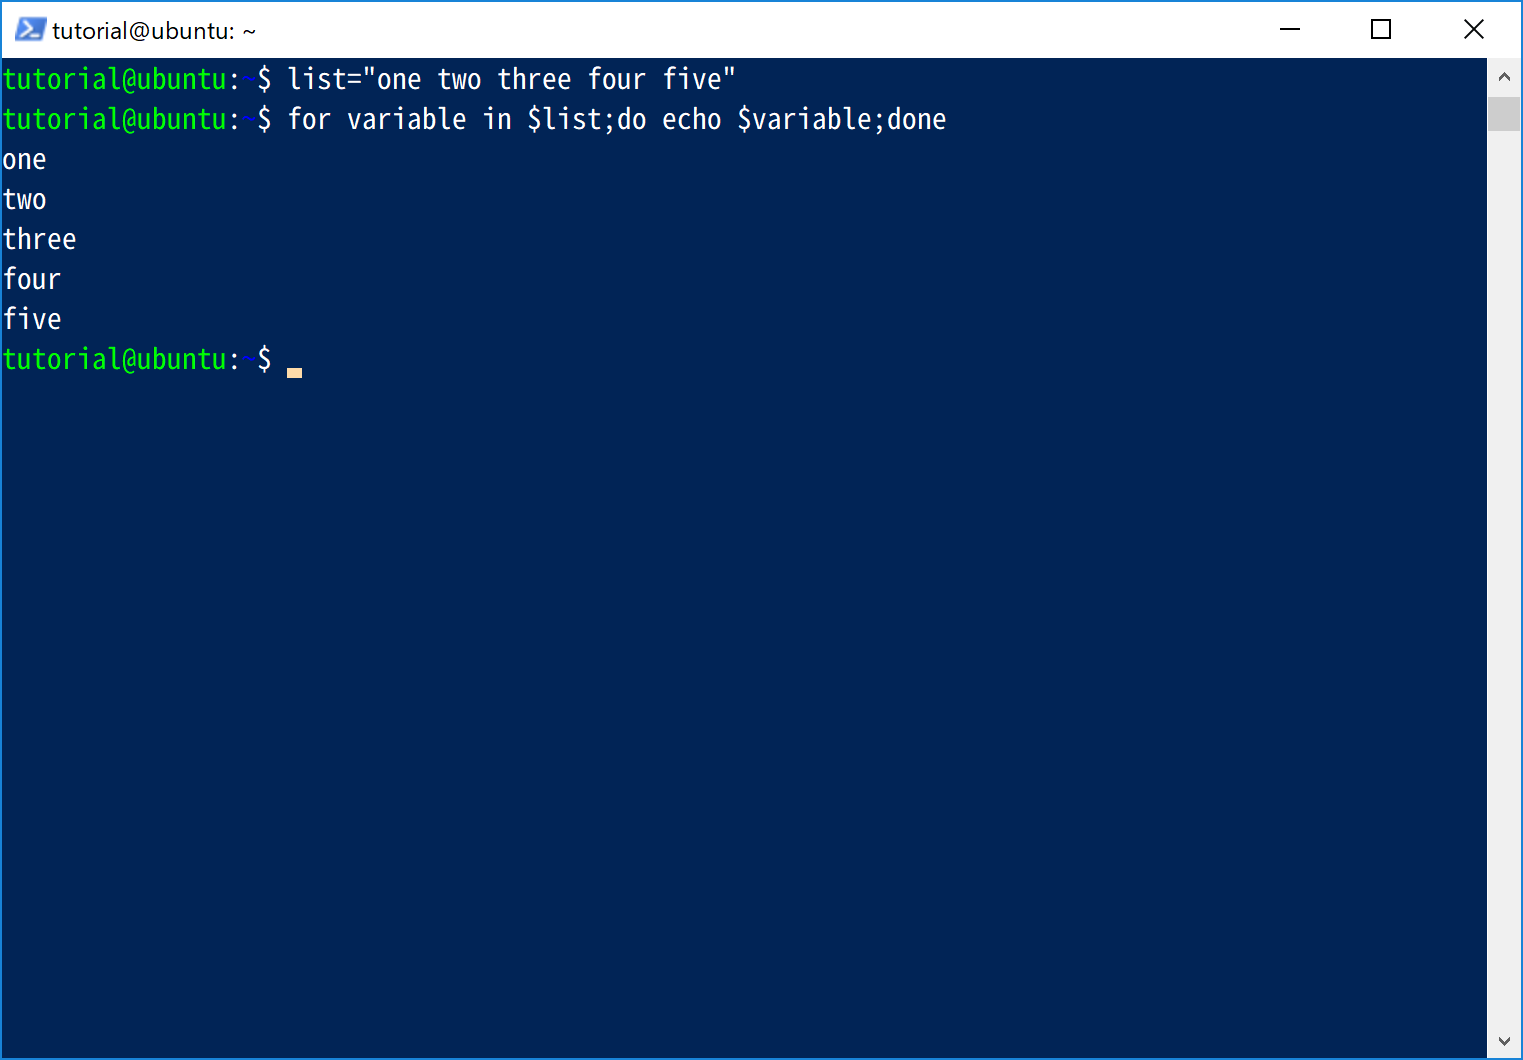 tutorial@ubuntu: ~
tutorial@ubuntu:~$ list="one two three four five"
tutorial@ubuntu:~$ for variable in $list;do echo $variable;done
one
two
three
four
five
tutorial@ubuntu:~$